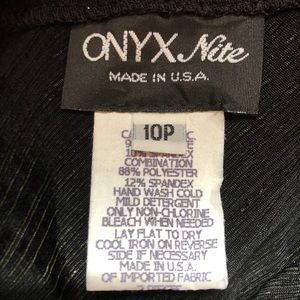 ONYX Nite
MADE IN U.S.A.
10P
SPANDEX
COMBINATION
88% POLYESTER
12% SPANDEX
HAND WASH COLD
MILD DETERGENT
ONLY NON-CHLORINE
BLEACH WHEN NEEDED
LAY FLAT TO DRY
COOL IRON ON REVERSE
SIDE IF NECESSARY
MADE IN U.S.A.
OF IMPORTED FABRIC